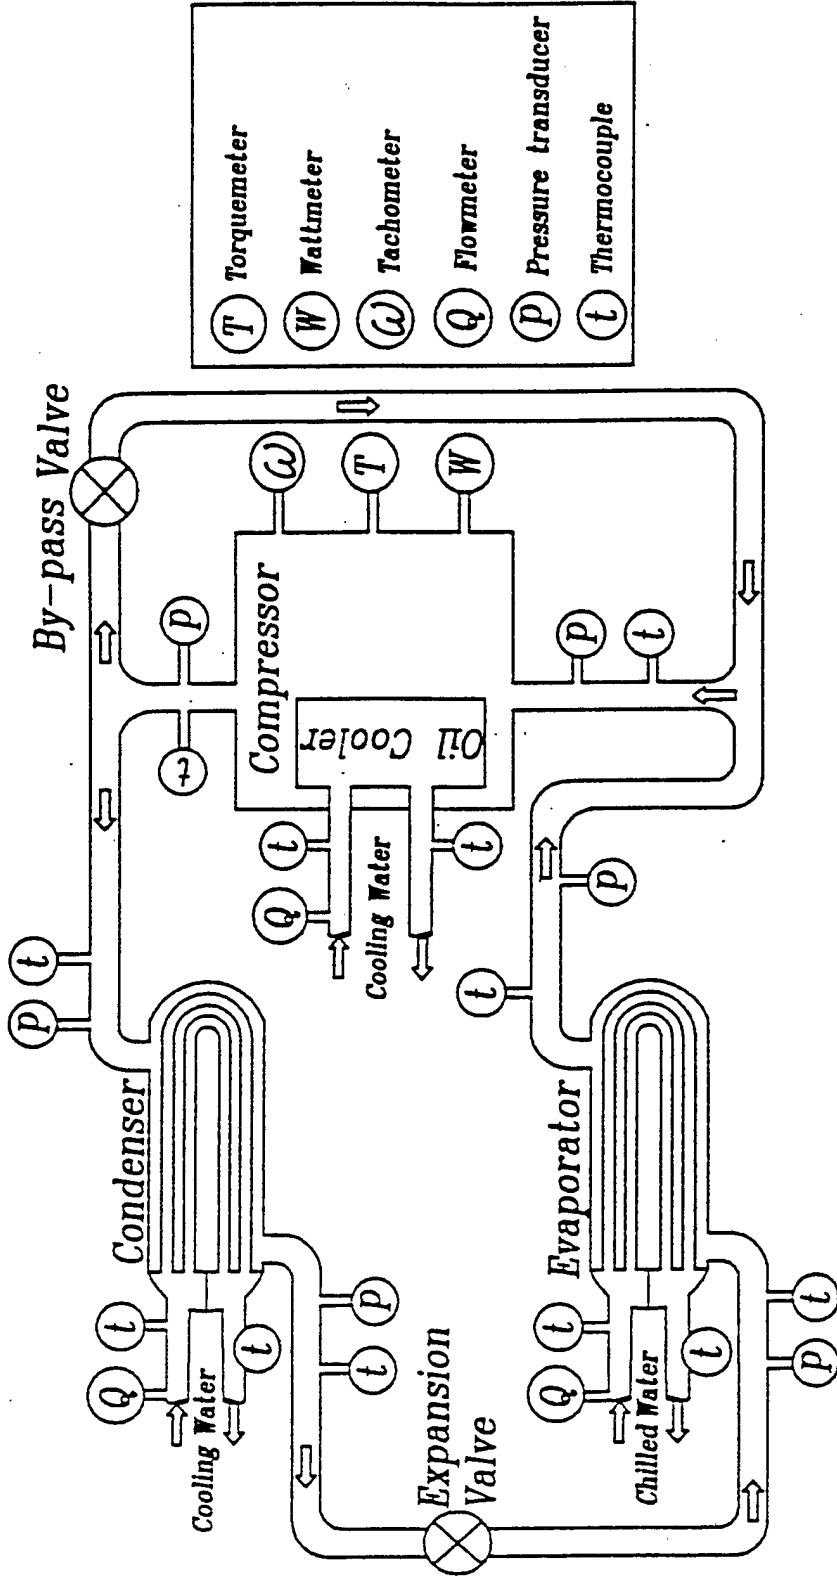 By-pass Valve
Condenser
Compressor
Oil Cooler
Evaporator
Expansion
Valve
Cooling Water
Cooling Water
Chilled Water
Q
t
t
P
t
P
t
t
P
Q
t
t
ω
T
W
P
t
t
P
Q
t
t
P
t
T Torquemeter
W Wattmeter
ω Tachometer
Q Flowmeter
P Pressure transducer
t Thermocouple